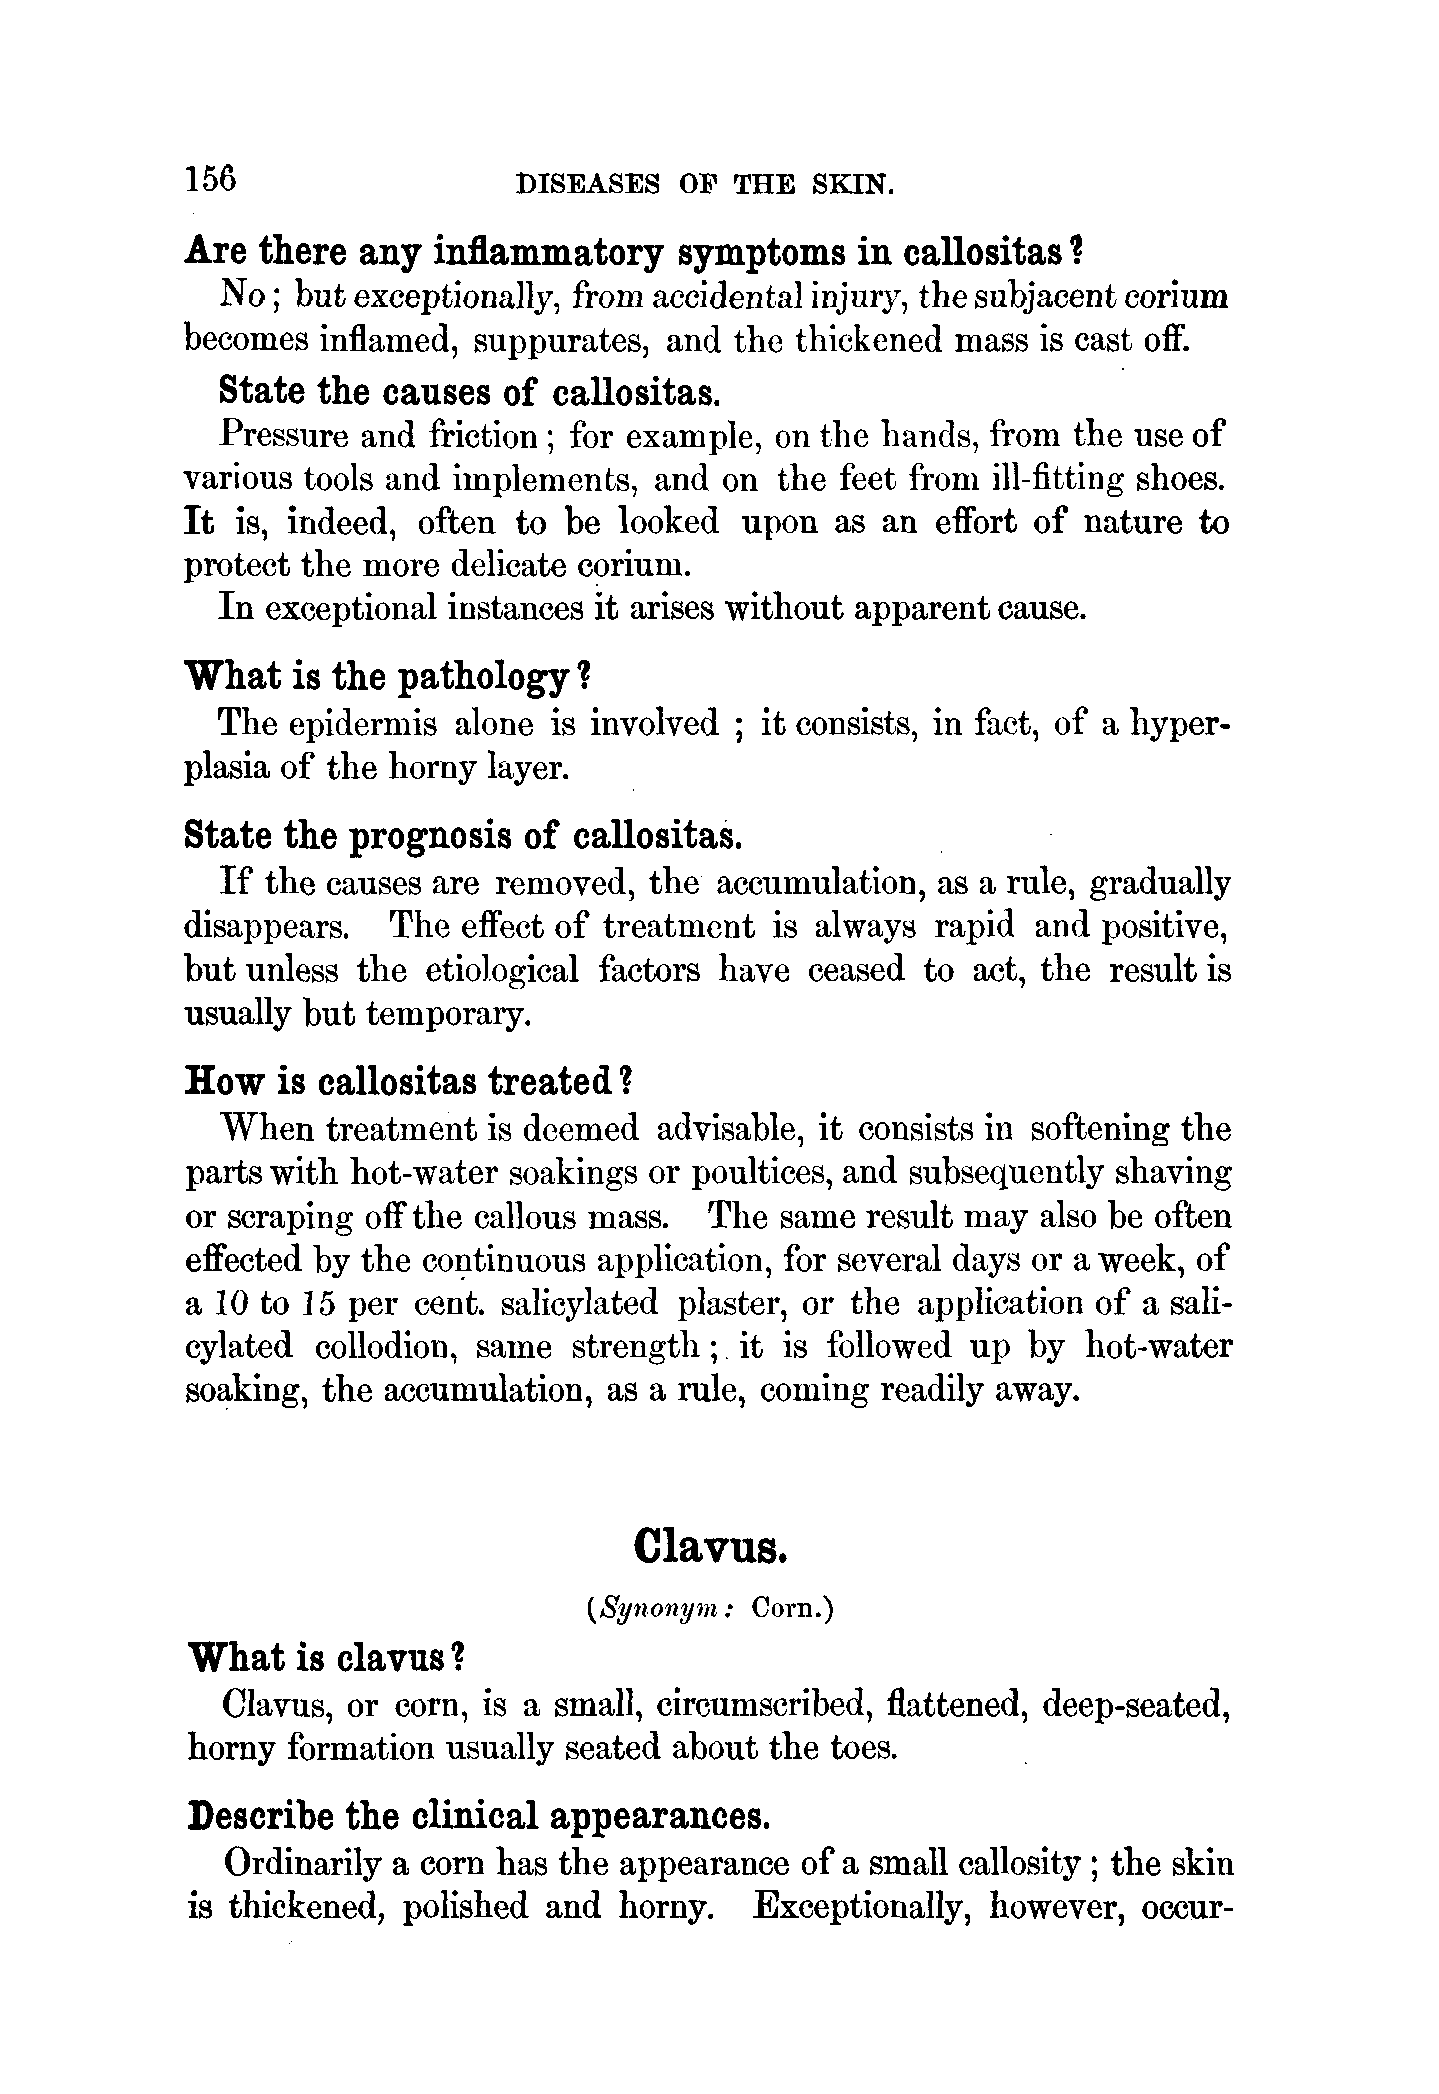 156 DISEASES OF THE SKIN.
Are there any inflammatory symptoms in callositas?
No; but exceptionally, from accidental injury, the subjacent corium
becomes inflamed, suppurates, and the thickened mass is cast off.
State the causes of callositas.
Pressure and friction; for example, on the hands, from the use of
various tools and implements, and on the feet from ill-fitting shoes.
It is, indeed, often to be looked upon as an effort of nature to
protect the more delicate corium.
In exceptional instances it arises without apparent cause.
What is the pathology?
The epidermis alone is involved; it consists, in fact, of a hyper-
plasia of the horny layer.
State the prognosis of callositas.
If the causes are removed, the accumulation, as a rule, gradually
disappears. The effect of treatment is always rapid and positive,
but unless the etiological factors have ceased to act, the result is
usually but temporary.
How is callositas treated?
When treatment is deemed advisable, it consists in softening the
parts with hot-water soakings or poultices, and subsequently shaving
or scraping off the callous mass. The same result may also be often
effected by the continuous application, for several days or a week, of
a 10 to 15 per cent. salicylated plaster, or the application of a sali-
cylated collodion, same strength; it is followed up by hot-water
soaking, the accumulation, as a rule, coming readily away.
Clavus.
(Synonym: Corn.)
What is clavus?
Clavus, or corn, is a small, circumscribed, flattened, deep-seated,
horny formation usually seated about the toes.
Describe the clinical appearances.
Ordinarily a corn has the appearance of a small callosity; the skin
is thickened, polished and horny. Exceptionally, however, occur-